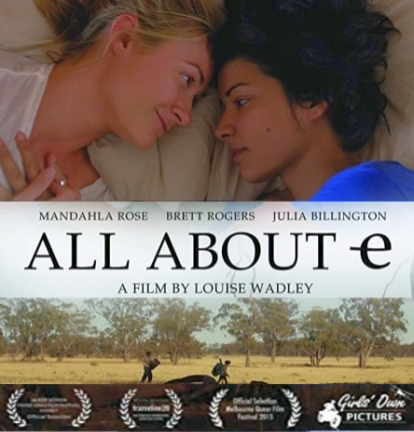 MANDAHLA ROSE BRETT ROGERS JULIA BILLINGTON
ALL ABOUT e
A FILM BY LOUISE WADLEY
frameline39
Official Selection
Melbourne Queer Film
Festival 2015
Girls' Own
PICTURES